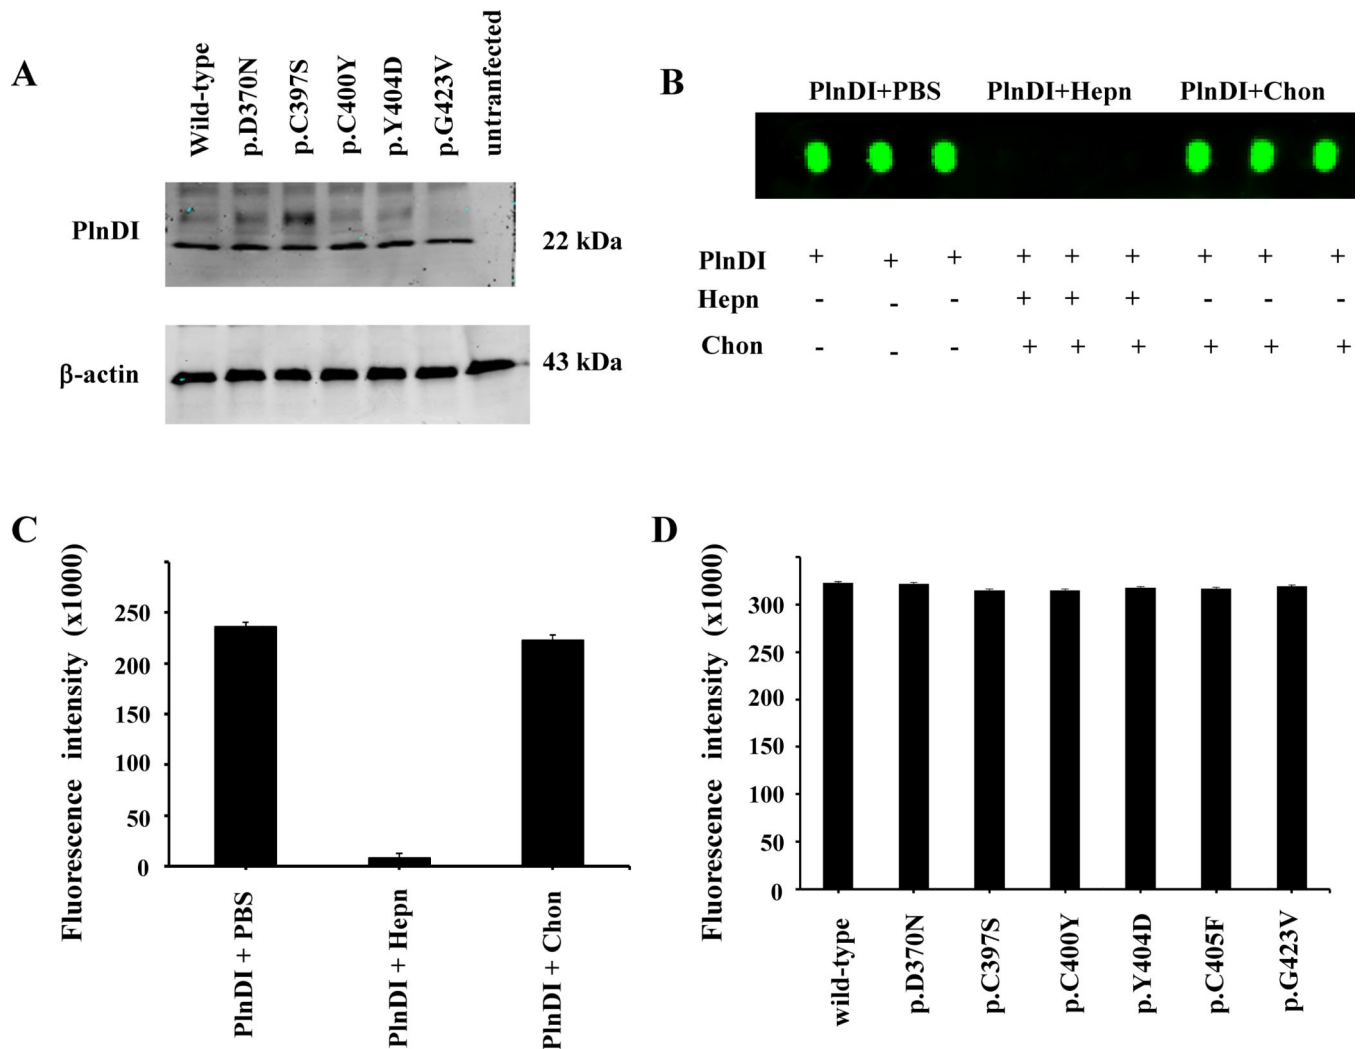 A
Wild-type
p.D370N
p.C397S
p.C400Y
p.Y404D
p.G423V
untranfected
PlnDI
22 kDa
β-actin
43 kDa
B
PlnDI+PBS PlnDI+Hepn PlnDI+Chon
PlnDI + + + + + + + + +
Hepn - - - + + + - - -
Chon - - - + + + + + +
C
Fluorescence intensity (x1000)
250
200
150
100
50
0
PlnDI + PBS
PlnDI + Hepn
PlnDI + Chon
D
Fluorescence intensity (x1000)
300
250
300
150
100
50
0
wild-type
p.D370N
p.C397S
p.C400Y
p.Y404D
p.C405F
p.G423V